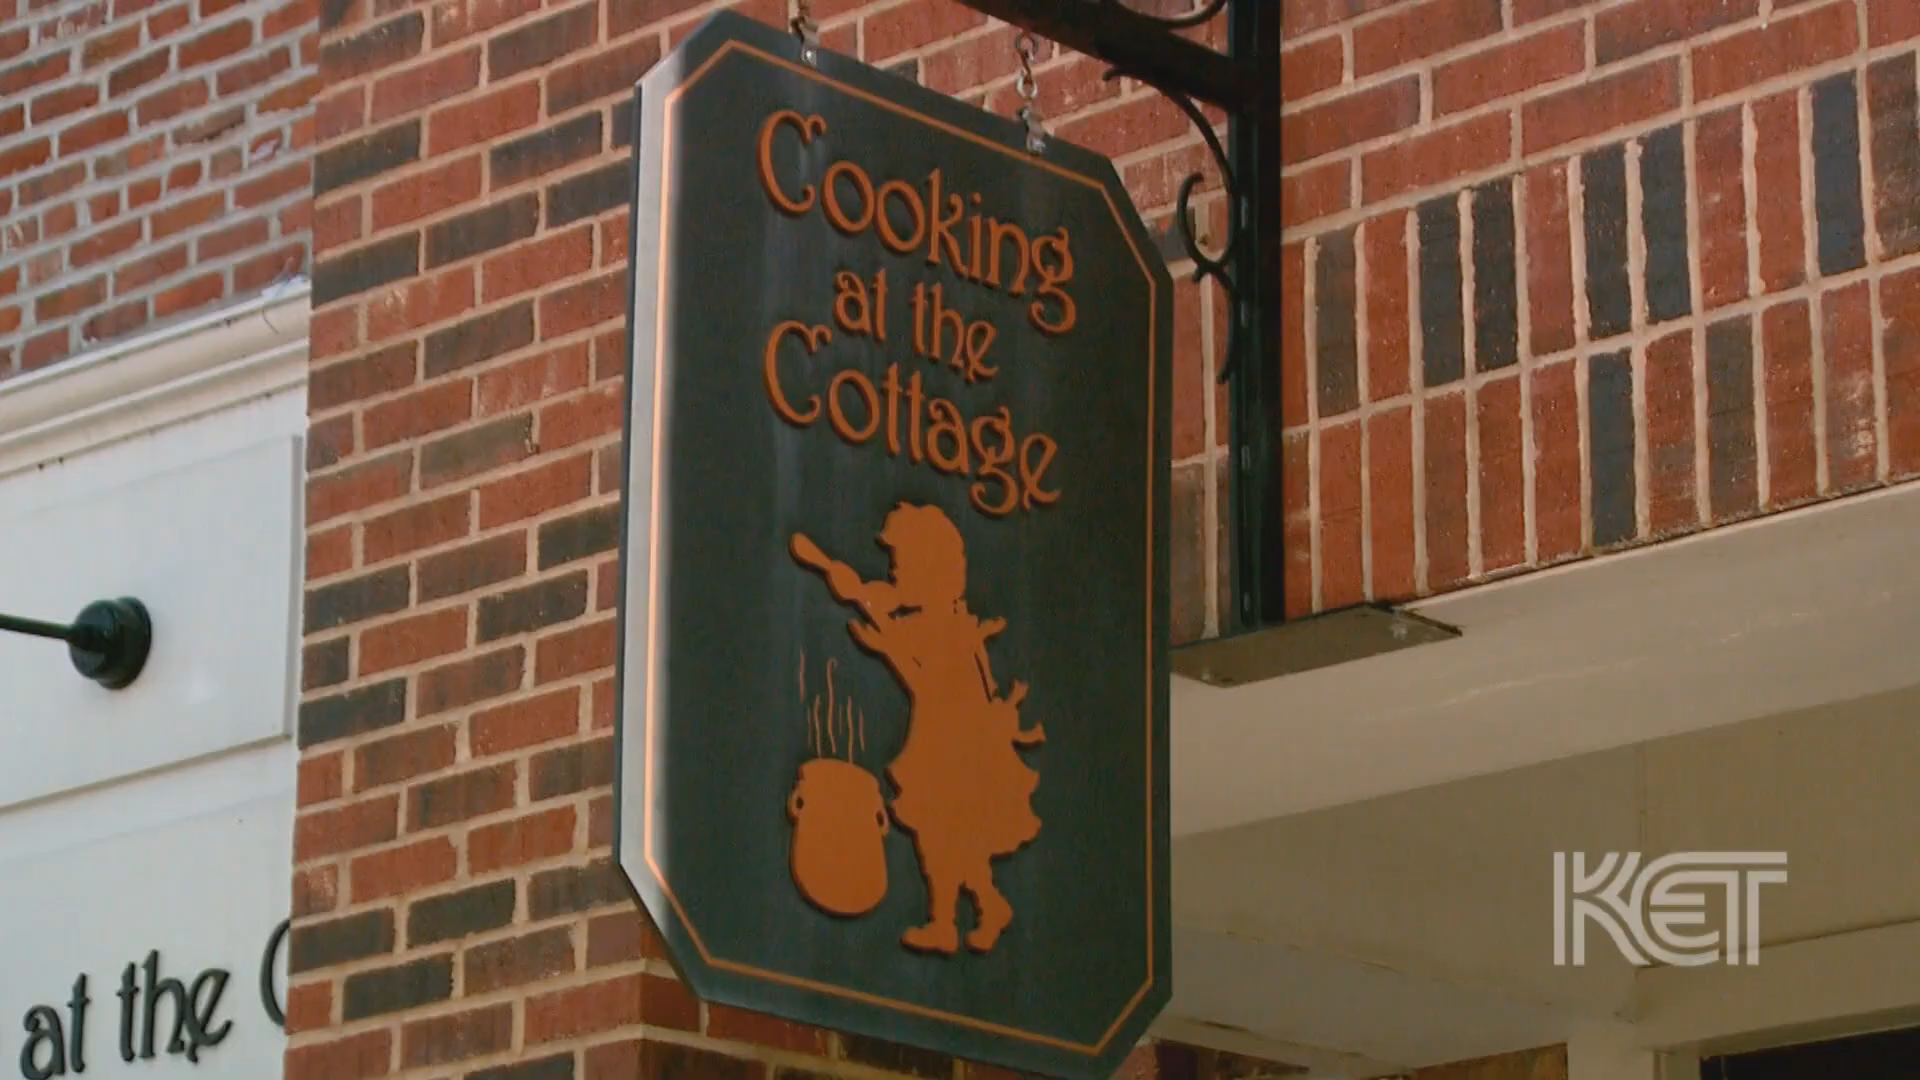 Cooking
at the
Cottage
at the C
KET